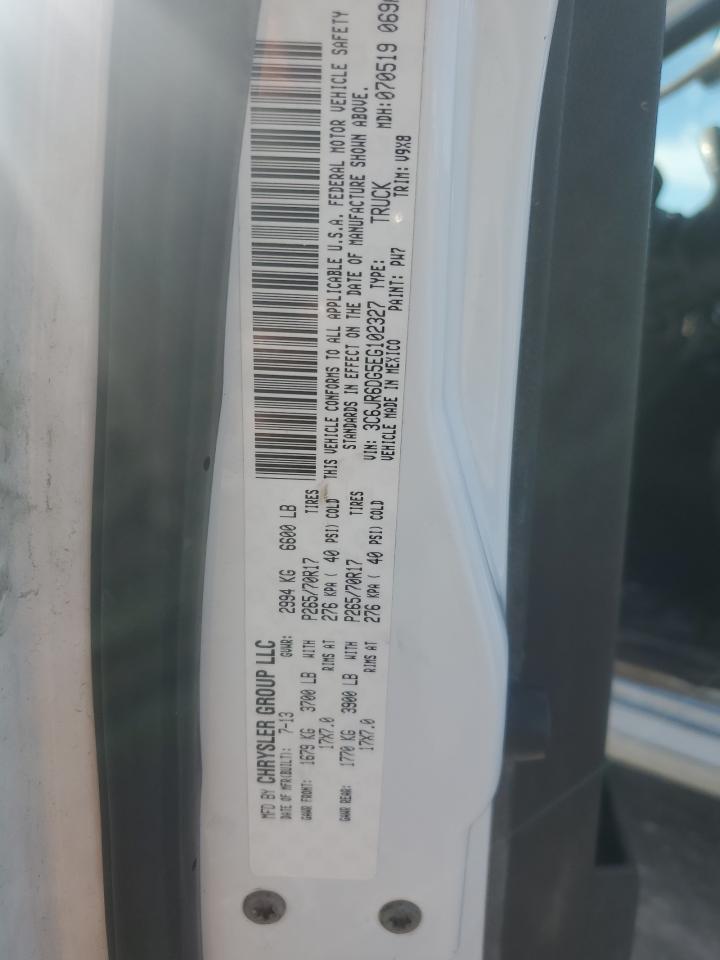 MFD BY CHRYSLER GROUP LLC
DATE OF MFR(BUILT): 7-13 GVWR: 2994 KG 6600 LB
GAWR FRONT: 1679 KG 3700 LB WITH P265/70R17 TIRES
17X7.0 RIMS AT 276 KPA ( 40 PSI) COLD
GAWR REAR: 1770 KG 3900 LB WITH P265/70R17 TIRES
17X7.0 RIMS AT 276 KPA ( 40 PSI) COLD
THIS VEHICLE CONFORMS TO ALL APPLICABLE U.S.A. FEDERAL MOTOR VEHICLE SAFETY
STANDARDS IN EFFECT ON THE DATE OF MANUFACTURE SHOWN ABOVE.
VIN: 3C6JR6DG5EG102327 TYPE: TRUCK MDH:070519 069
VEHICLE MADE IN MEXICO PAINT: PW7 TRIM: V9X8